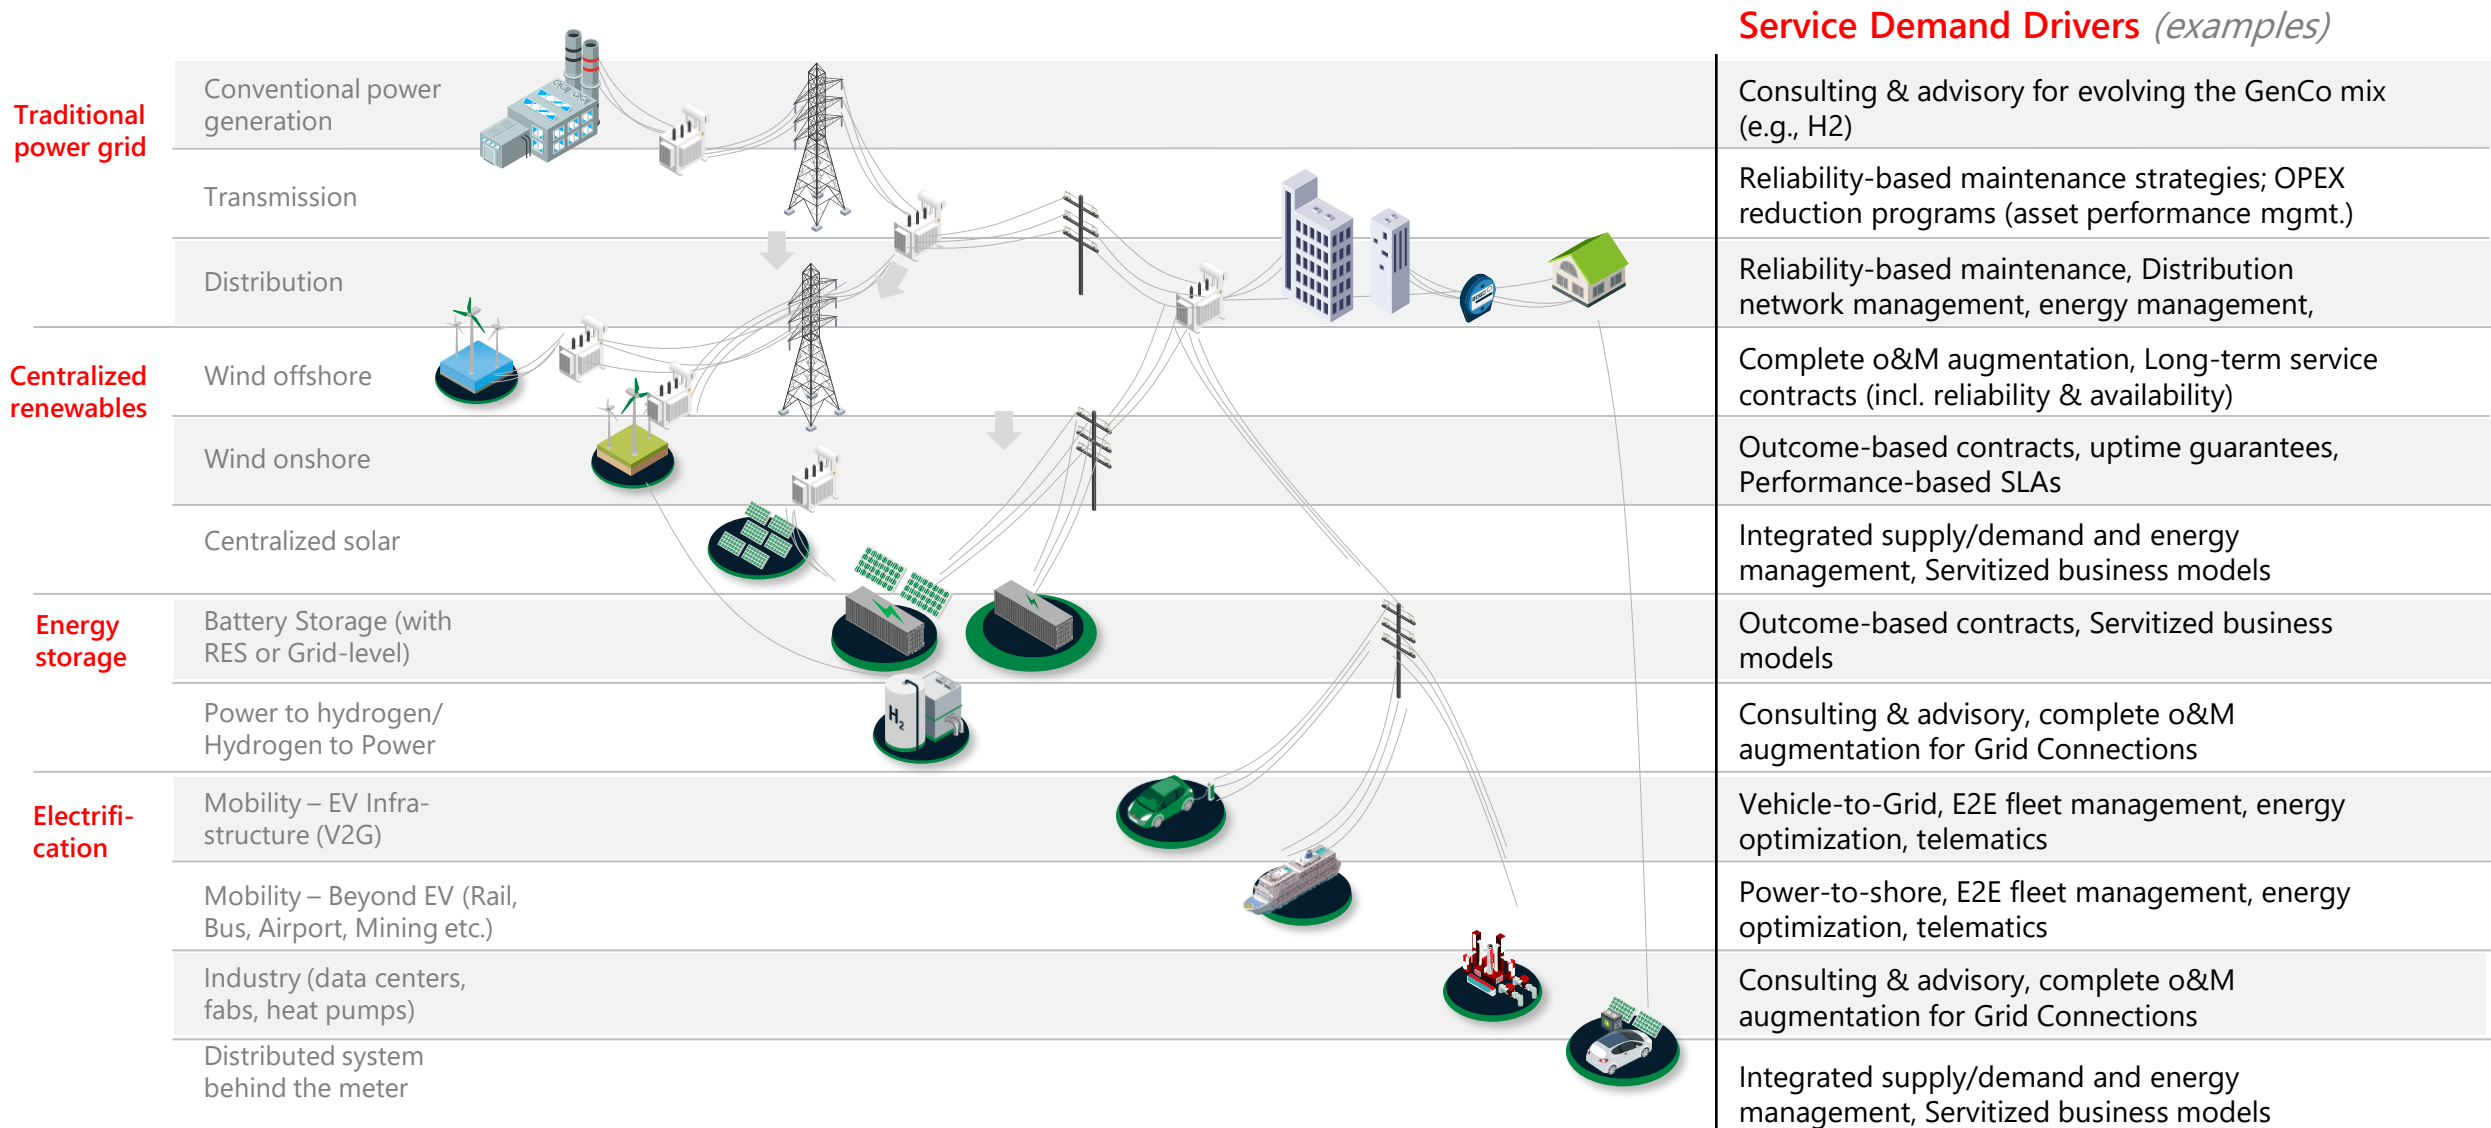 Service Demand Drivers (examples)
Traditional
power grid
Conventional power
generation
Consulting & advisory for evolving the GenCo mix
(e.g., H2)
Transmission
Reliability-based maintenance strategies; OPEX
reduction programs (asset performance mgmt.)
Distribution
Reliability-based maintenance, Distribution
network management, energy management,
Centralized
renewables
Wind offshore
Complete o&M augmentation, Long-term service
contracts (incl. reliability & availability)
Wind onshore
Outcome-based contracts, uptime guarantees,
Performance-based SLAs
Centralized solar
Integrated supply/demand and energy
management, Servitized business models
Energy
storage
Battery Storage (with
RES or Grid-level)
Outcome-based contracts, Servitized business
models
Power to hydrogen/
Hydrogen to Power
H2
Consulting & advisory, complete o&M
augmentation for Grid Connections
Electrifi-
cation
Mobility – EV Infra-
structure (V2G)
Vehicle-to-Grid, E2E fleet management, energy
optimization, telematics
Mobility – Beyond EV (Rail,
Bus, Airport, Mining etc.)
Power-to-shore, E2E fleet management, energy
optimization, telematics
Industry (data centers,
fabs, heat pumps)
Consulting & advisory, complete o&M
augmentation for Grid Connections
Distributed system
behind the meter
Integrated supply/demand and energy
management, Servitized business models